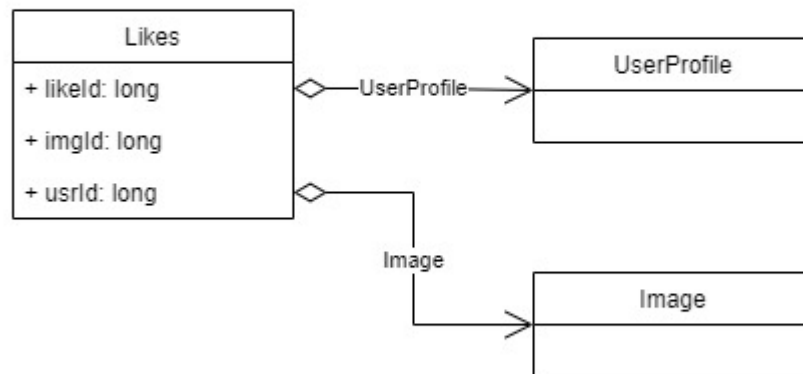 Likes
+ likeId: long
+ imgId: long
+ usrId: long
UserProfile
UserProfile
Image
Image